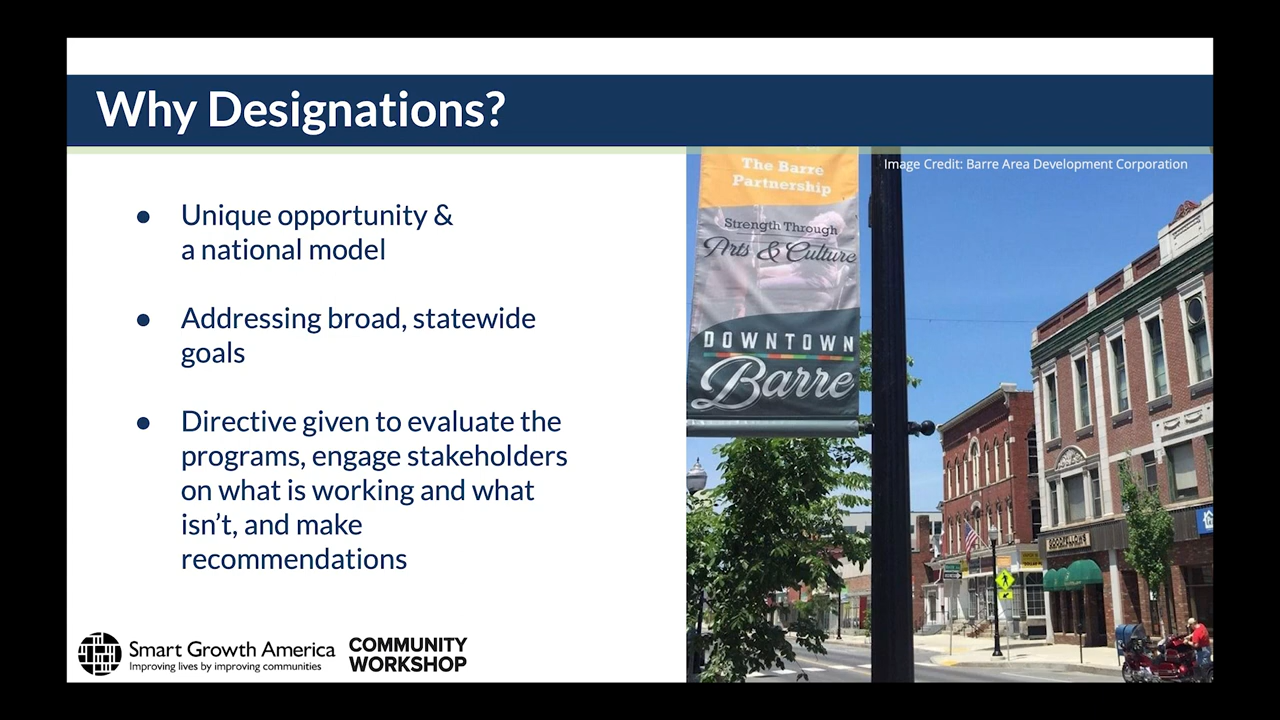 Why Designations?
Image Credit: Barre Area Development Corporation
● Unique opportunity &
a national model
● Addressing broad, statewide
goals
● Directive given to evaluate the
programs, engage stakeholders
on what is working and what
isn’t, and make
recommendations
The Barre
Partnership
Strength Through
Arts & Culture
DOWNTOWN
Barre
Smart Growth America
Improving lives by improving communities
COMMUNITY
WORKSHOP